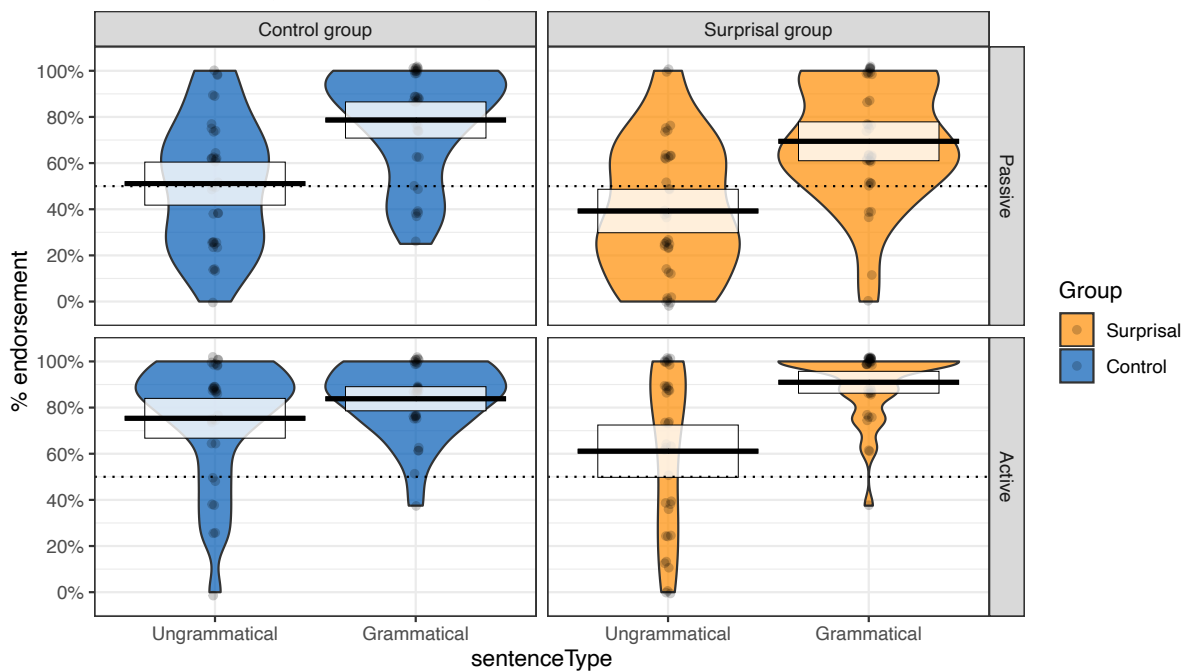 Control group
Surprisal group
100%
80%
60%
40%
20%
0%
Passive
100%
80%
60%
40%
20%
0%
Active
% endorsement
Ungrammatical
Grammatical
Ungrammatical
Grammatical
sentenceType
Group
Surprisal
Control